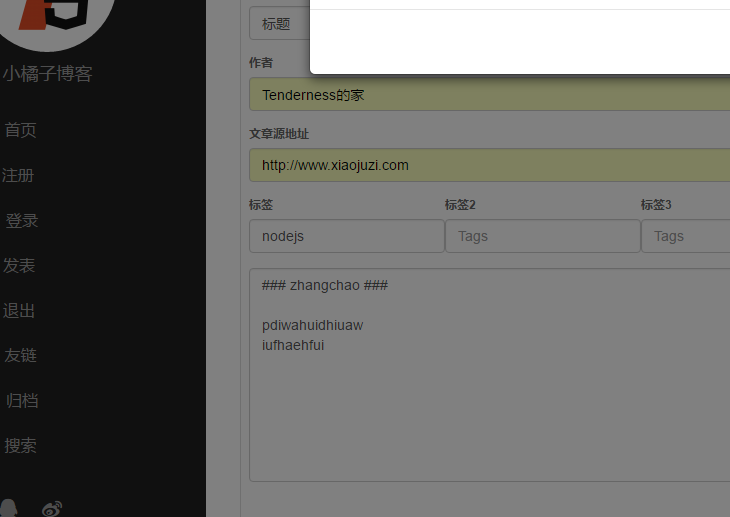 小橘子博客
首页
注册
登录
发表
退出
友链
归档
搜索
标题
作者
Tenderness的家
文章源地址
http://www.xiaojuzi.com
标签 标签2 标签3
nodejs Tags Tags
### zhangchao ###
pdiwahuidhiuaw
iufhaehfui